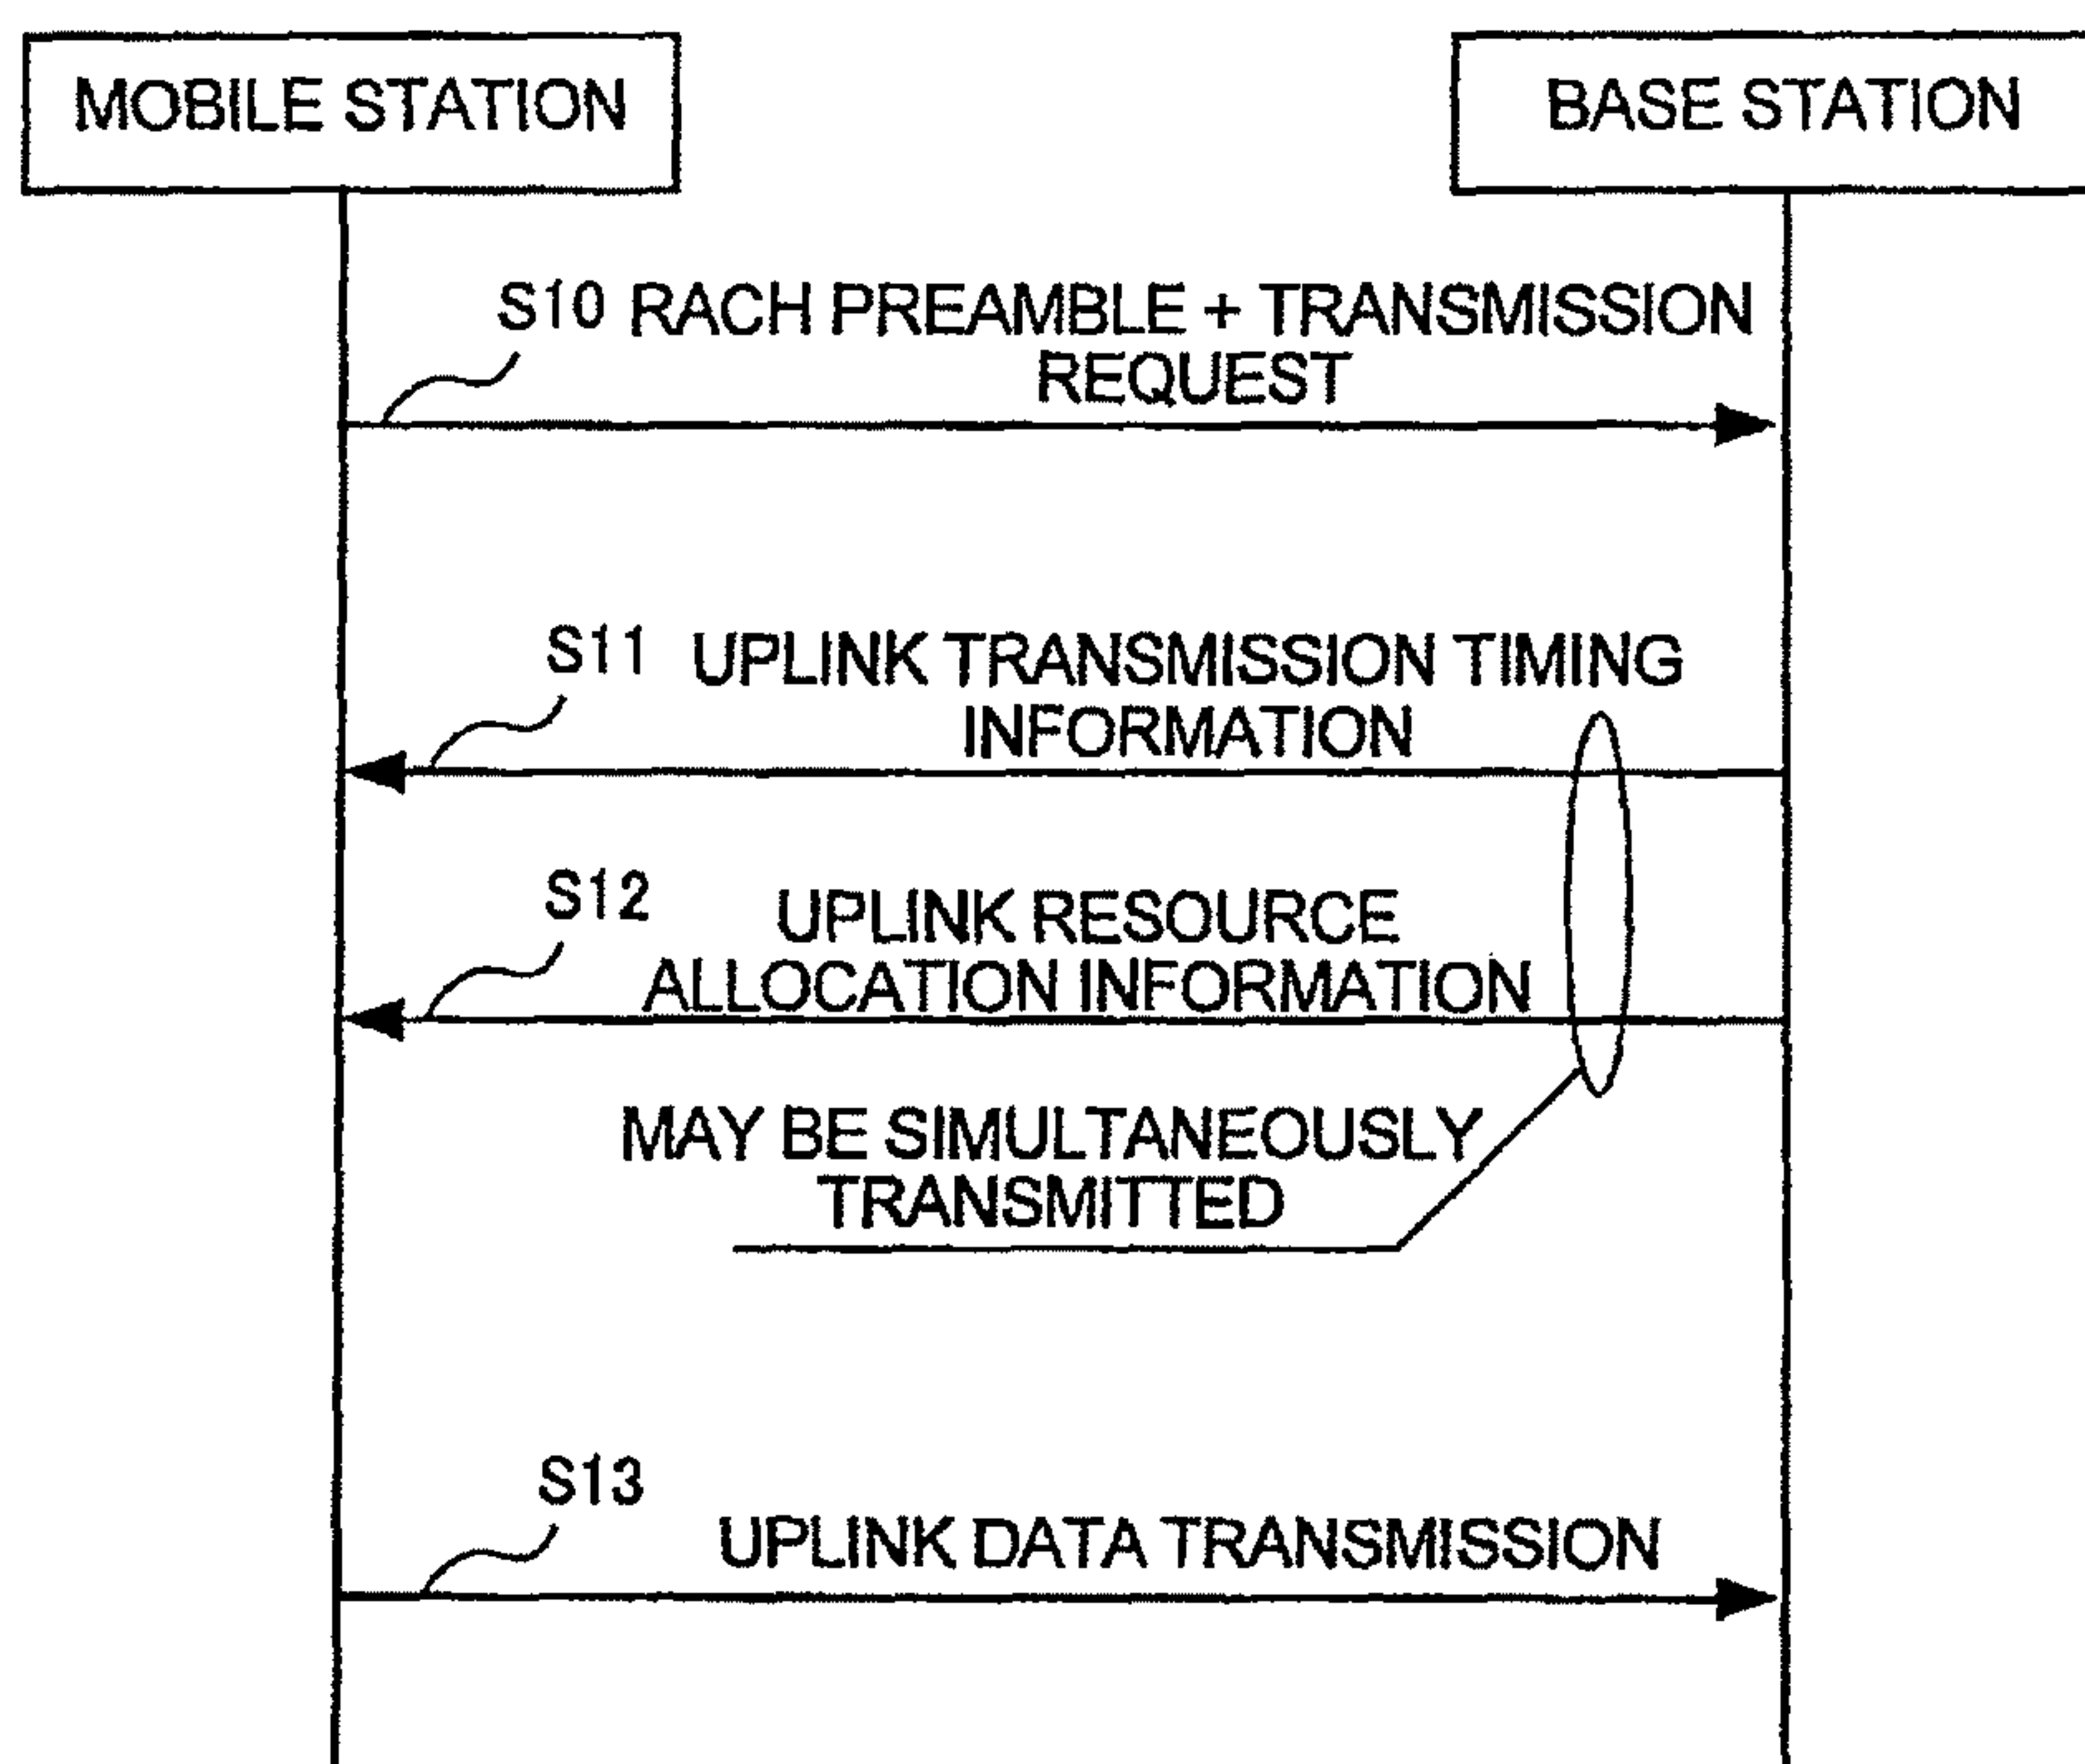 MOBILE STATION
BASE STATION
S10 RACH PREAMBLE + TRANSMISSION
REQUEST
S11 UPLINK TRANSMISSION TIMING
INFORMATION
S12 UPLINK RESOURCE
ALLOCATION INFORMATION
MAY BE SIMULTANEOUSLY
TRANSMITTED
S13 UPLINK DATA TRANSMISSION